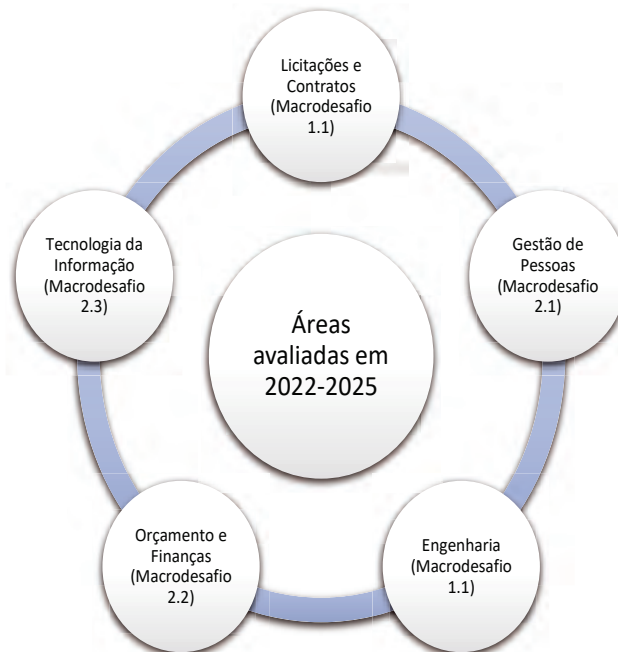 Licitações e
Contratos
(Macrodesafio
1.1)
Gestão de
Pessoas
(Macrodesafio
2.1)
Engenharia
(Macrodesafio
1.1)
Orçamento e
Finanças
(Macrodesafio
2.2)
Tecnologia da
Informação
(Macrodesafio
2.3)
Áreas
avaliadas em
2022-2025